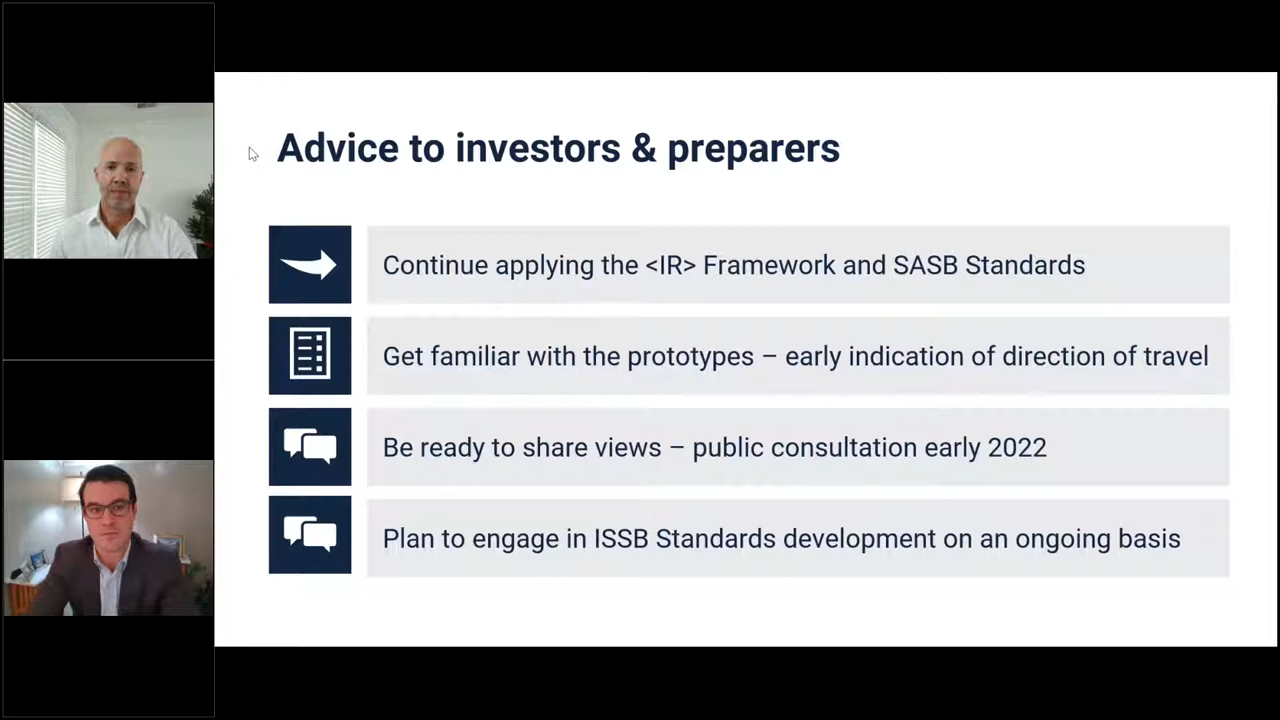 Advice to investors & preparers
Continue applying the <IR> Framework and SASB Standards
Get familiar with the prototypes – early indication of direction of travel
Be ready to share views – public consultation early 2022
Plan to engage in ISSB Standards development on an ongoing basis